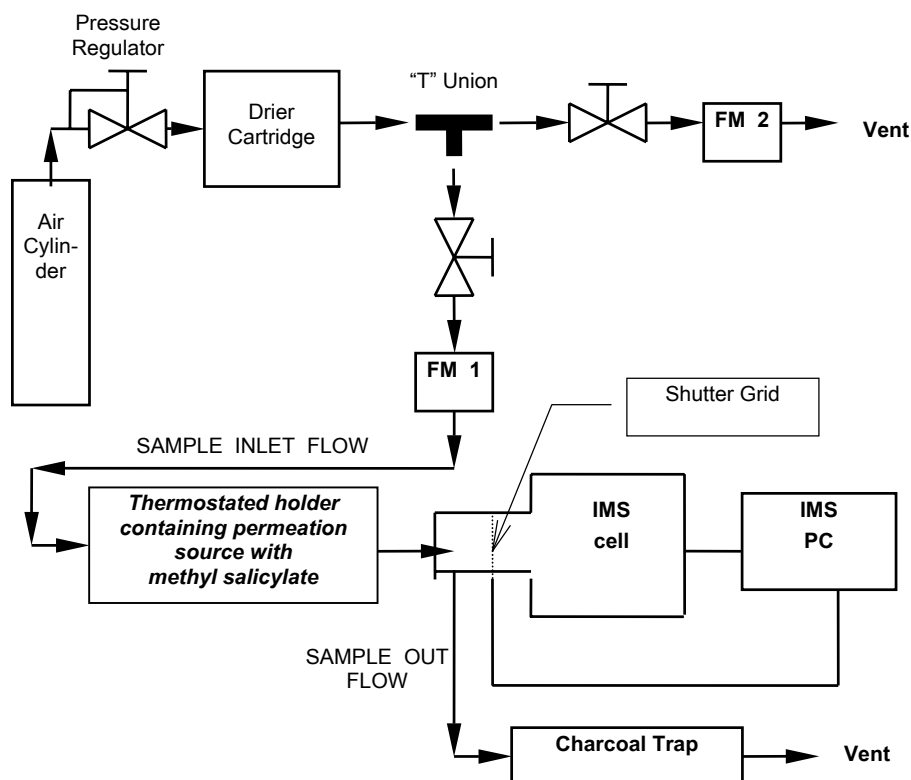 Pressure
Regulator
“T” Union
Drier
Cartridge
FM 2
Vent
Air
Cylin-
der
FM 1
Shutter Grid
SAMPLE INLET FLOW
Thermostated holder
containing permeation
source with
methyl salicylate
IMS
cell
IMS
PC
SAMPLE OUT
FLOW
Charcoal Trap
Vent